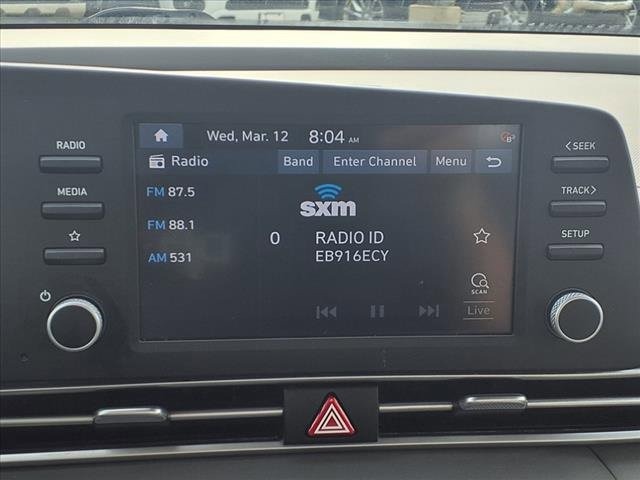 Wed, Mar. 12 8:04 AM
Radio Band Enter Channel Menu
RADIO
MEDIA
FM 87.5
FM 88.1
AM 531
sxm
0 RADIO ID
EB916ECY
SCAN
Live
< SEEK
TRACK >
SETUP